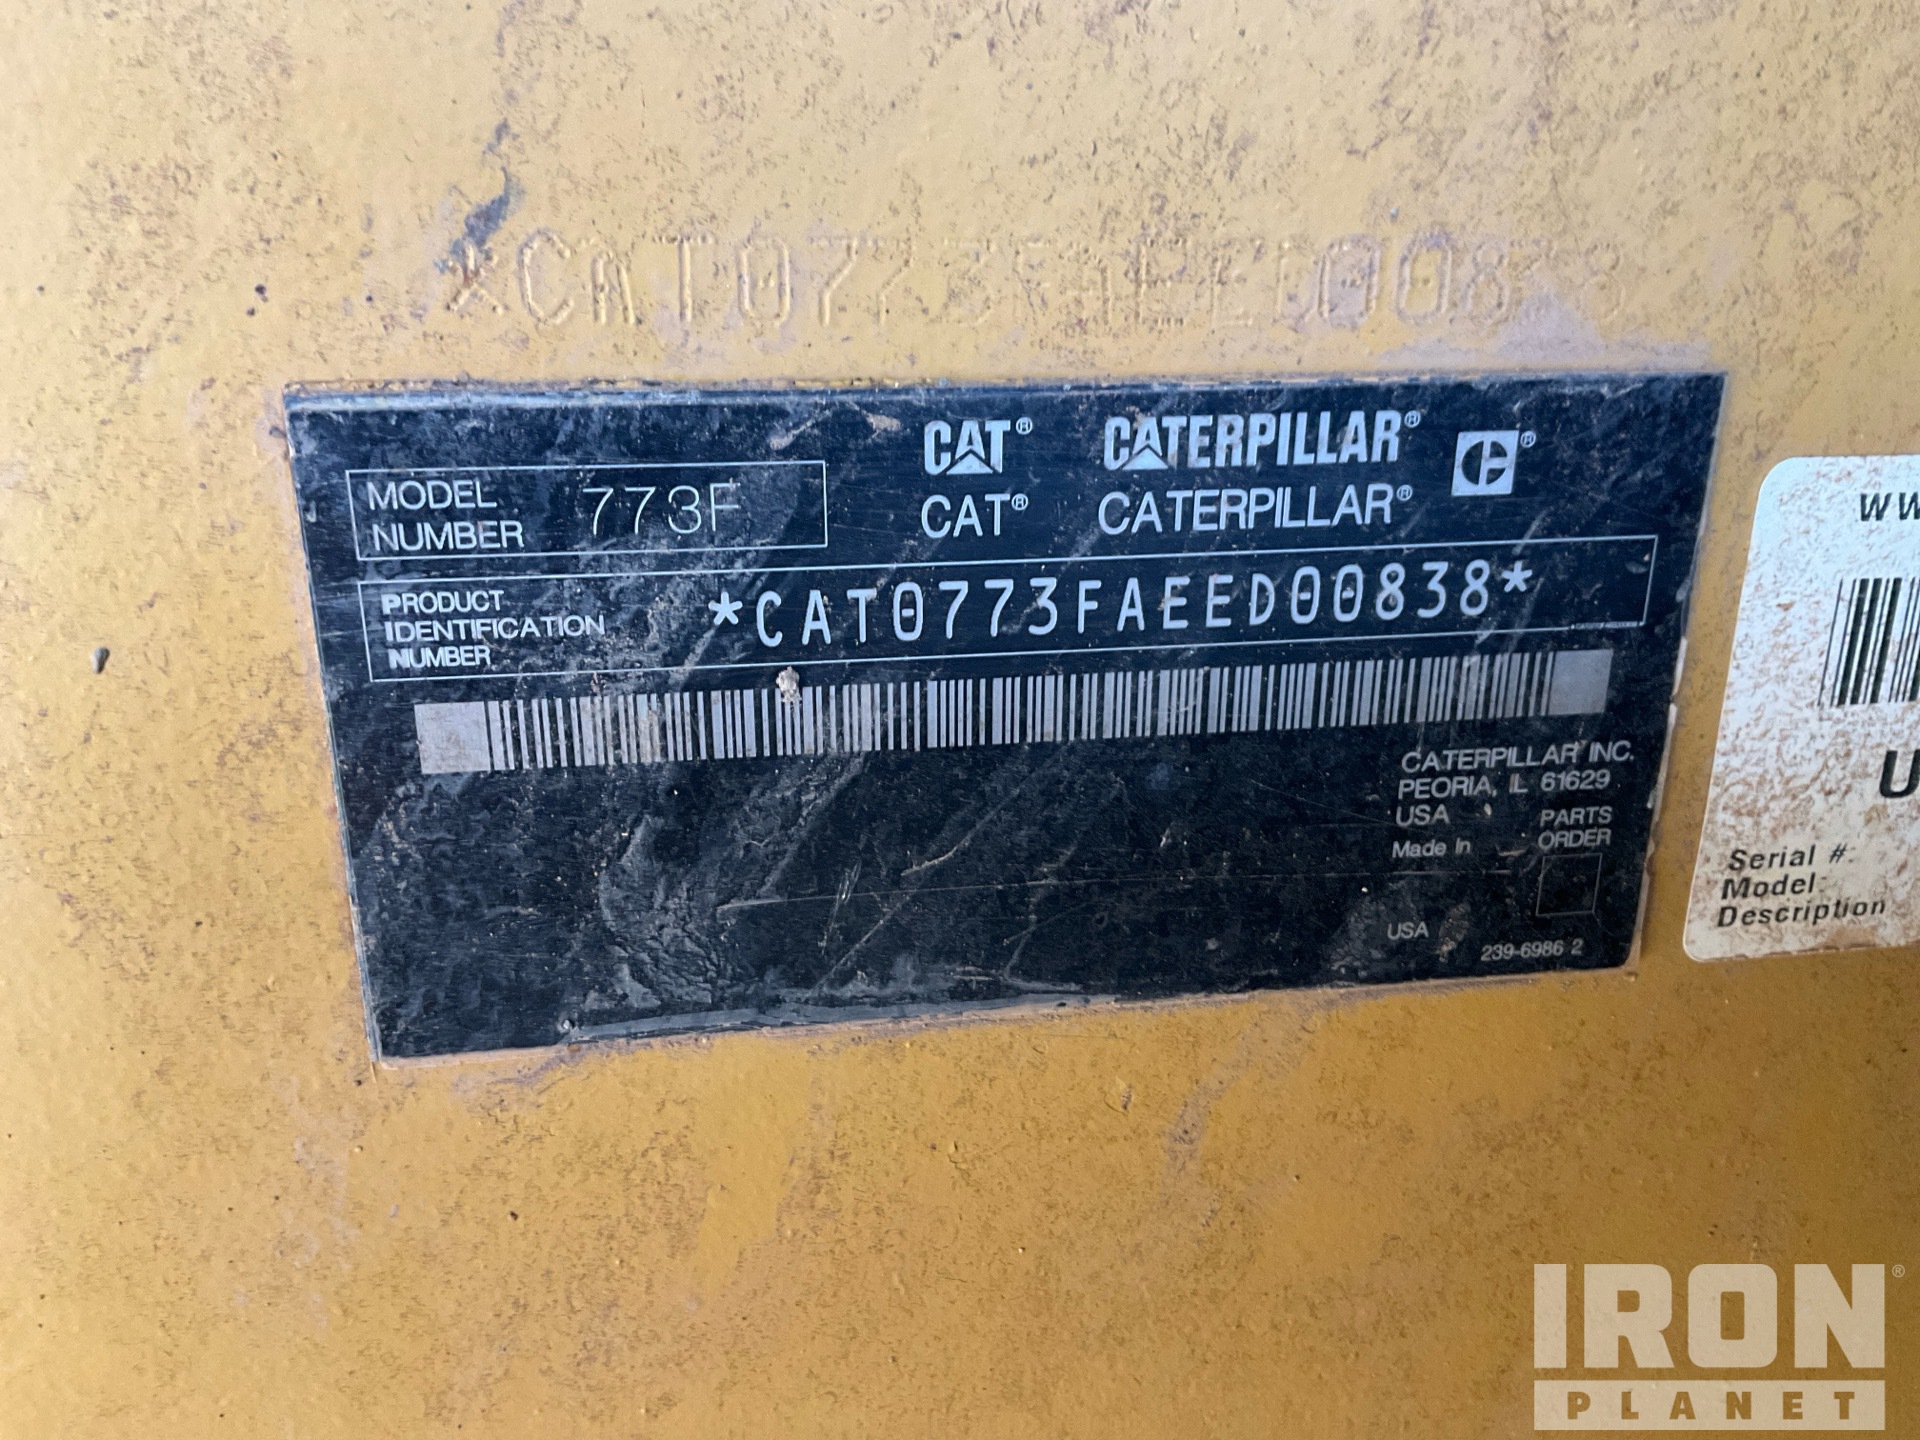 *CAT0773FAEED00838
CAT® CATERPILLAR®
CAT® CATERPILLAR®
MODEL NUMBER 773F
PRODUCT IDENTIFICATION NUMBER *CAT0773FAEED00838*
CATERPILLAR INC.
PEORIA, IL 61629
USA
PARTS ORDER
Made In
USA
239-6986 2
Serial #:
Model:
Description
IRON®
PLANET